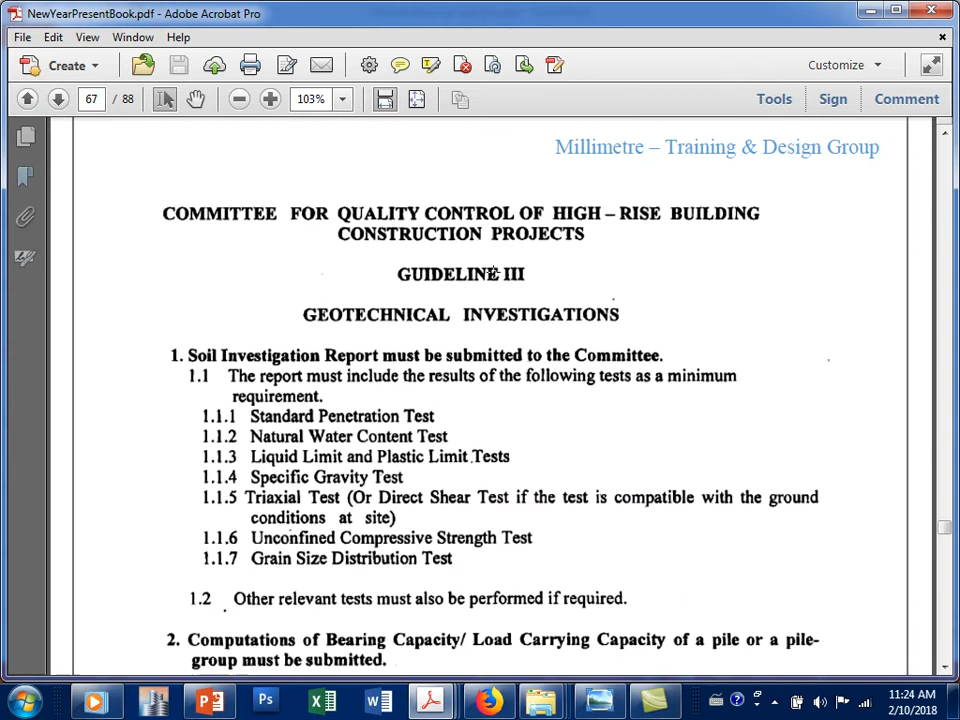 NewYearPresentBook.pdf - Adobe Acrobat Pro
File Edit View Window Help
Create Customize
67 / 88 103% Tools Sign Comment
Millimetre – Training & Design Group
COMMITTEE FOR QUALITY CONTROL OF HIGH – RISE BUILDING
CONSTRUCTION PROJECTS
GUIDELINE III
GEOTECHNICAL INVESTIGATIONS
1. Soil Investigation Report must be submitted to the Committee.
1.1 The report must include the results of the following tests as a minimum
requirement.
1.1.1 Standard Penetration Test
1.1.2 Natural Water Content Test
1.1.3 Liquid Limit and Plastic Limit Tests
1.1.4 Specific Gravity Test
1.1.5 Triaxial Test (Or Direct Shear Test if the test is compatible with the ground
conditions at site)
1.1.6 Unconfined Compressive Strength Test
1.1.7 Grain Size Distribution Test
1.2 Other relevant tests must also be performed if required.
2. Computations of Bearing Capacity/ Load Carrying Capacity of a pile or a pile-
group must be submitted.
11:24 AM
2/10/2018